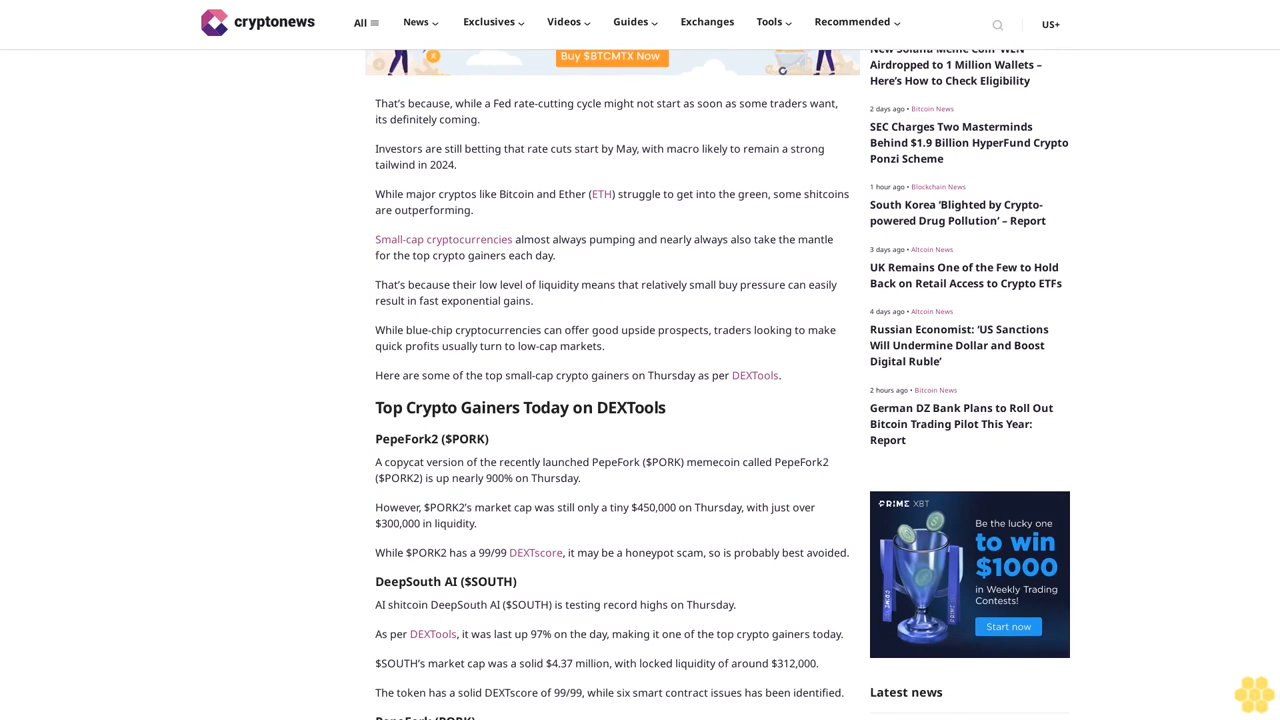 cryptonews
All
News
Exclusives
Videos
Guides
Exchanges
Tools
Recommended
US+
Buy $BTCMTX Now
That's because, while a Fed rate-cutting cycle might not start as soon as some traders want,
its definitely coming.
Investors are still betting that rate cuts start by May, with macro likely to remain a strong
tailwind in 2024.
While major cryptos like Bitcoin and Ether (ETH) struggle to get into the green, some shitcoins
are outperforming.
Small-cap cryptocurrencies almost always pumping and nearly always also take the mantle
for the top crypto gainers each day.
That's because their low level of liquidity means that relatively small buy pressure can easily
result in fast exponential gains.
While blue-chip cryptocurrencies can offer good upside prospects, traders looking to make
quick profits usually turn to low-cap markets.
Here are some of the top small-cap crypto gainers on Thursday as per DEXTools.
Top Crypto Gainers Today on DEXTools
PepeFork2 ($PORK)
A copycat version of the recently launched PepeFork ($PORK) memecoin called PepeFork2
($PORK2) is up nearly 900% on Thursday.
However, $PORK2's market cap was still only a tiny $450,000 on Thursday, with just over
$300,000 in liquidity.
While $PORK2 has a 99/99 DEXTscore, it may be a honeypot scam, so is probably best avoided.
DeepSouth AI ($SOUTH)
AI shitcoin DeepSouth AI ($SOUTH) is testing record highs on Thursday.
As per DEXTools, it was last up 97% on the day, making it one of the top crypto gainers today.
$SOUTH's market cap was a solid $4.37 million, with locked liquidity of around $312,000.
The token has a solid DEXTscore of 99/99, while six smart contract issues has been identified.
PepeFork (PORK)
New Solana Meme Coin 'WEN'
Airdropped to 1 Million Wallets –
Here's How to Check Eligibility
2 days ago • Bitcoin News
SEC Charges Two Masterminds
Behind $1.9 Billion HyperFund Crypto
Ponzi Scheme
1 hour ago • Blockchain News
South Korea 'Blighted by Crypto-
powered Drug Pollution' – Report
3 days ago • Altcoin News
UK Remains One of the Few to Hold
Back on Retail Access to Crypto ETFs
4 days ago • Altcoin News
Russian Economist: 'US Sanctions
Will Undermine Dollar and Boost
Digital Ruble'
2 hours ago • Bitcoin News
German DZ Bank Plans to Roll Out
Bitcoin Trading Pilot This Year:
Report
PRIME XBT
Be the lucky one
to win
$1000
in Weekly Trading
Contests!
Start now
Latest news